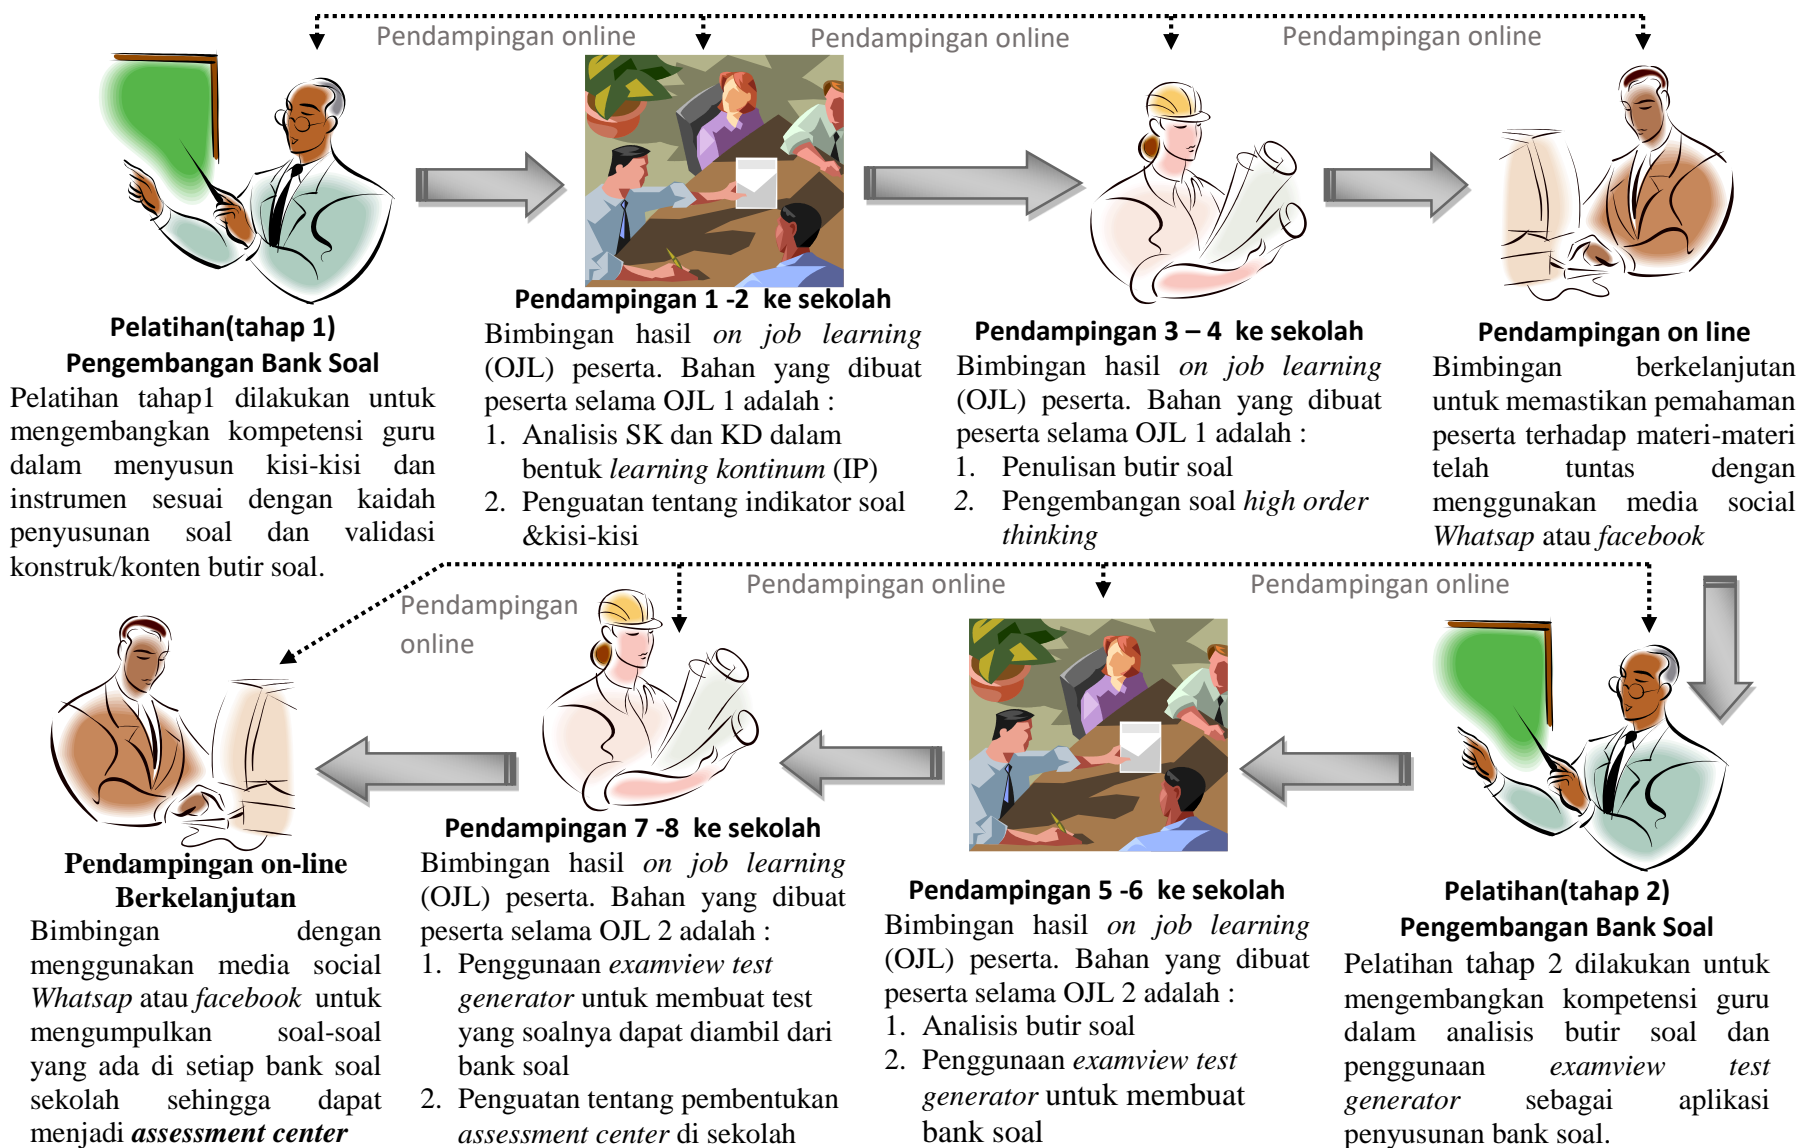 Pendampingan online
Pendampingan online
Pendampingan online
Pelatihan(tahap 1)
Pengembangan Bank Soal
Pelatihan tahap1 dilakukan untuk
mengembangkan kompetensi guru
dalam menyusun kisi-kisi dan
instrumen sesuai dengan kaidah
penyusunan soal dan validasi
konstruk/konten butir soal.
Pendampingan 1 -2 ke sekolah
Bimbingan hasil on job learning
(OJL) peserta. Bahan yang dibuat
peserta selama OJL 1 adalah :
1. Analisis SK dan KD dalam
bentuk learning kontinum (IP)
2. Penguatan tentang indikator soal
&kisi-kisi
Pendampingan 3 – 4 ke sekolah
Bimbingan hasil on job learning
(OJL) peserta. Bahan yang dibuat
peserta selama OJL 1 adalah :
1. Penulisan butir soal
2. Pengembangan soal high order
thinking
Pendampingan on line
Bimbingan berkelanjutan
untuk memastikan pemahaman
peserta terhadap materi-materi
telah tuntas dengan
menggunakan media social
Whatsap atau facebook
Pendampingan
online
Pendampingan online
Pendampingan online
Pendampingan on-line
Berkelanjutan
Bimbingan dengan
menggunakan media social
Whatsap atau facebook untuk
mengumpulkan soal-soal
yang ada di setiap bank soal
sekolah sehingga dapat
menjadi assessment center
Pendampingan 7 -8 ke sekolah
Bimbingan hasil on job learning
(OJL) peserta. Bahan yang dibuat
peserta selama OJL 2 adalah :
1. Penggunaan examview test
generator untuk membuat test
yang soalnya dapat diambil dari
bank soal
2. Penguatan tentang pembentukan
assessment center di sekolah
Pendampingan 5 -6 ke sekolah
Bimbingan hasil on job learning
(OJL) peserta. Bahan yang dibuat
peserta selama OJL 2 adalah :
1. Analisis butir soal
2. Penggunaan examview test
generator untuk membuat
bank soal
Pelatihan(tahap 2)
Pengembangan Bank Soal
Pelatihan tahap 2 dilakukan untuk
mengembangkan kompetensi guru
dalam analisis butir soal dan
penggunaan examview test
generator sebagai aplikasi
penyusunan bank soal.